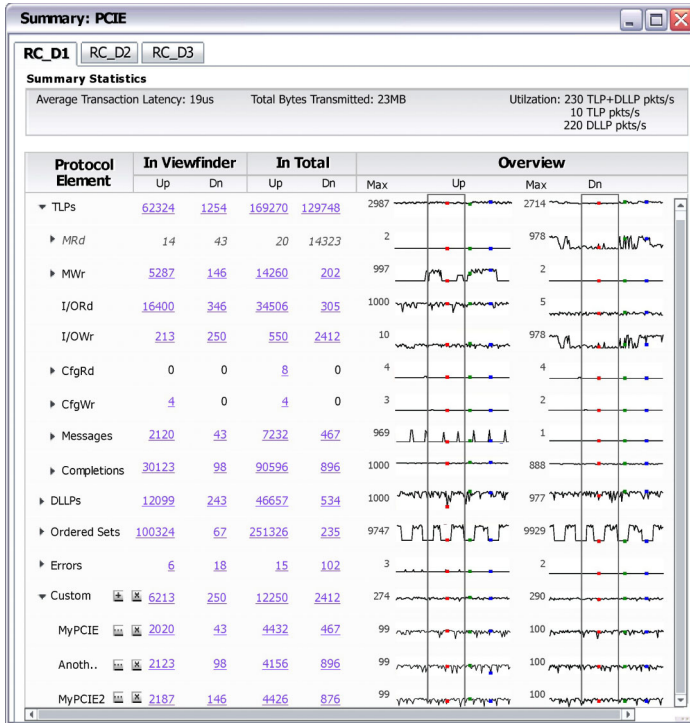 Summary: PCIE
RC_D1 RC_D2 RC_D3
Summary Statistics
Average Transaction Latency: 19us Total Bytes Transmitted: 23MB Utilzation: 230 TLP+DLLP pkts/s
10 TLP pkts/s
220 DLLP pkts/s
Protocol Element In Viewfinder In Total Overview
Up Dn Up Dn Max Up Max Dn
TLPs 62324 1254 169270 129748 2987 2714
MRd 14 43 20 14323 2 978
MWr 5287 146 14260 202 997 2
I/ORd 16400 346 34506 305 1000 5
I/OWr 213 250 550 2412 10 978
CfgRd 0 0 8 0 4 4
CfgWr 4 0 4 0 3 2
Messages 2120 43 7232 467 969 1
Completions 30123 98 90596 896 1000 888
DLLPs 12099 243 46657 534 1000 977
Ordered Sets 100324 67 251326 235 9747 9929
Errors 6 18 15 102 3 2
Custom 6213 250 12250 2412 274 290
MyPCIE 2020 43 4432 467 99 100
Anoth.. 2123 98 4156 896 99 100
MyPCIE2 2187 146 4426 876 99 100